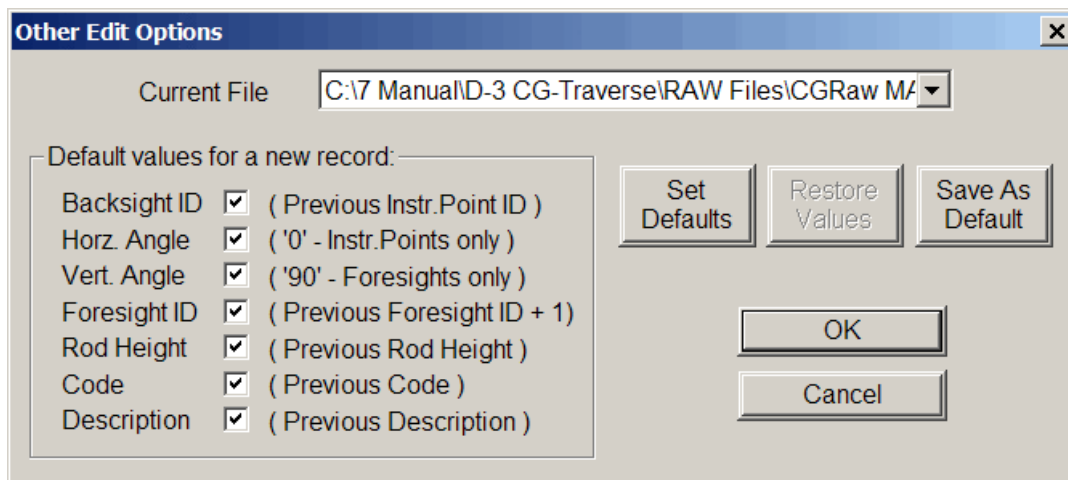 Other Edit Options
Current File C:\7 Manual\D-3 CG-Traverse\RAW Files\CGRaw MA
Default values for a new record:
Backsight ID ( Previous Instr.Point ID )
Horz. Angle ( '0' - Instr.Points only )
Vert. Angle ( '90' - Foresights only )
Foresight ID ( Previous Foresight ID + 1)
Rod Height ( Previous Rod Height )
Code ( Previous Code )
Description ( Previous Description )
Set
Defaults
Restore
Values
Save As
Default
OK
Cancel